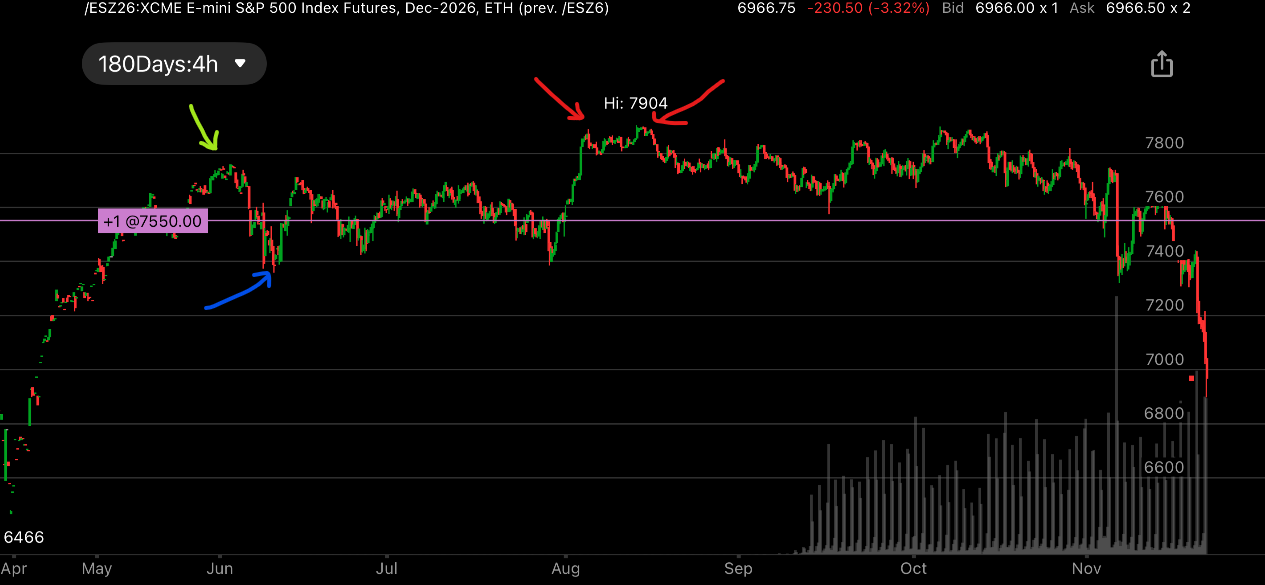 /ESZ26:XCME E-mini S&P 500 Index Futures, Dec-2026, ETH (prev. /ESZ6) 6966.75 -230.50 (-3.32%) Bid 6966.00 x 1 Ask 6966.50 x 2
180Days:4h
Hi: 7904
7800
7600
+1 @7550.00
7400
7200
7000
6800
6600
6466
Apr May Jun Jul Aug Sep Oct Nov